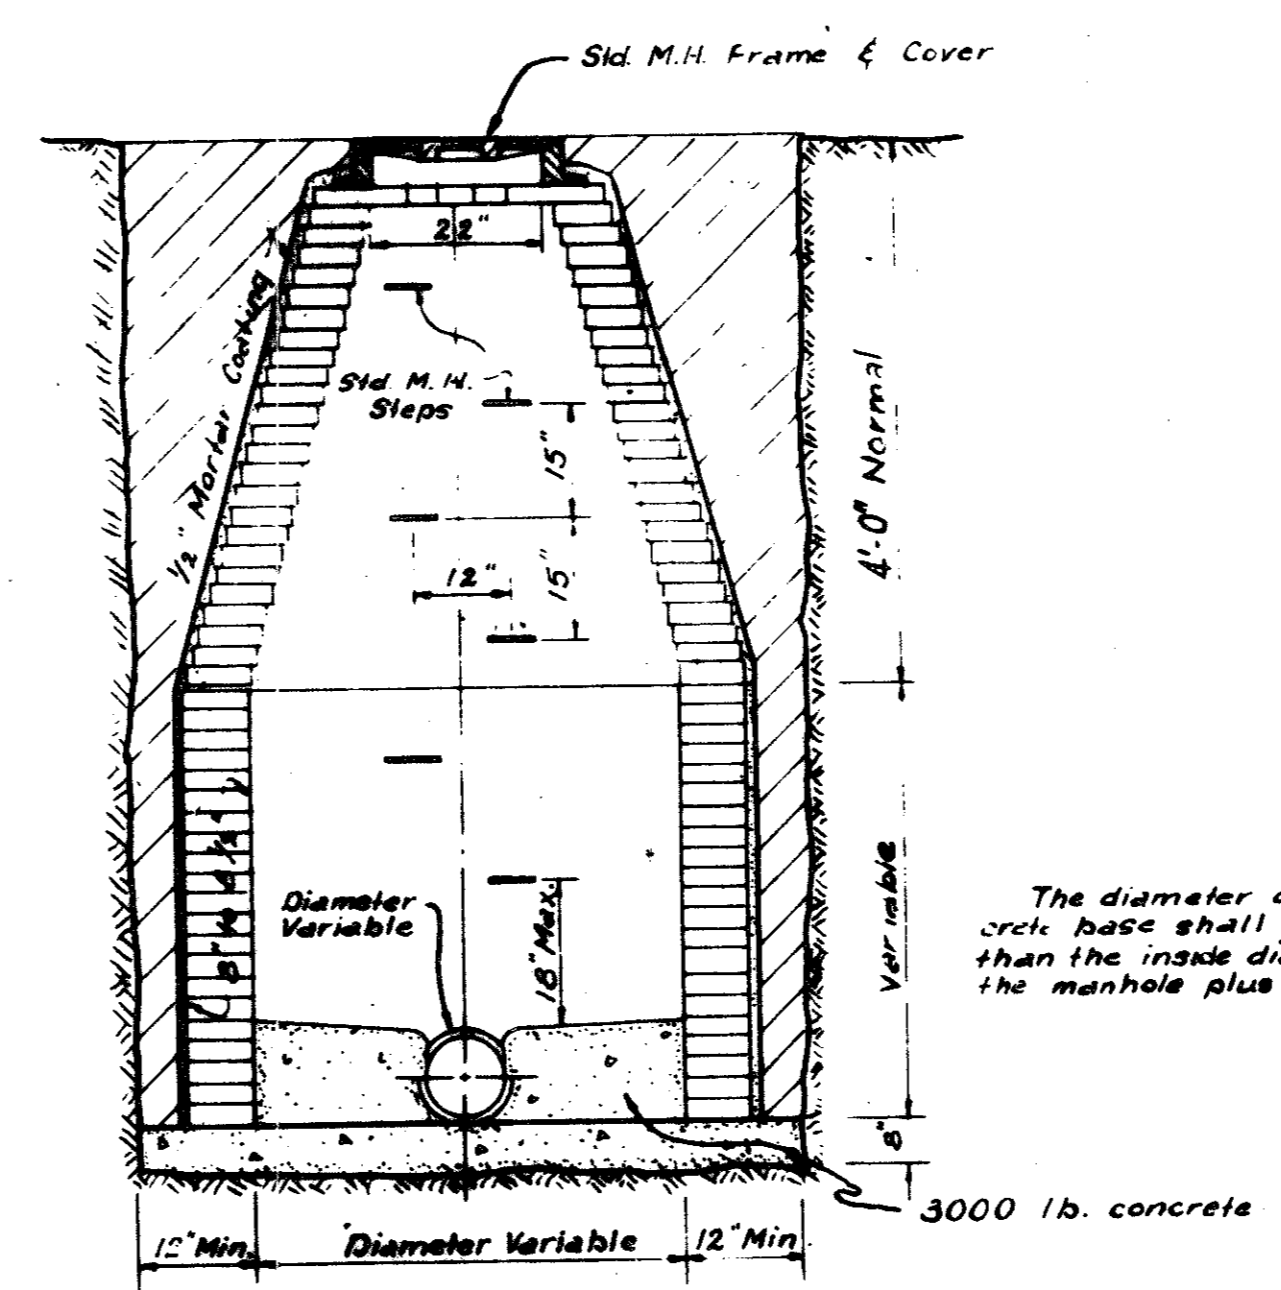 Std. M.H. Frame & Cover
22"
1/2" Mortar Coating
Std. M.H.
Steps
15"
15"
12"
4'-0" Normal
Diameter
Variable
18" Max.
Variable
8"
The diameter
crete base shall
than the inside
the manhole plus
3000 lb. concrete
12" Min.
Diameter Variable
12" Min